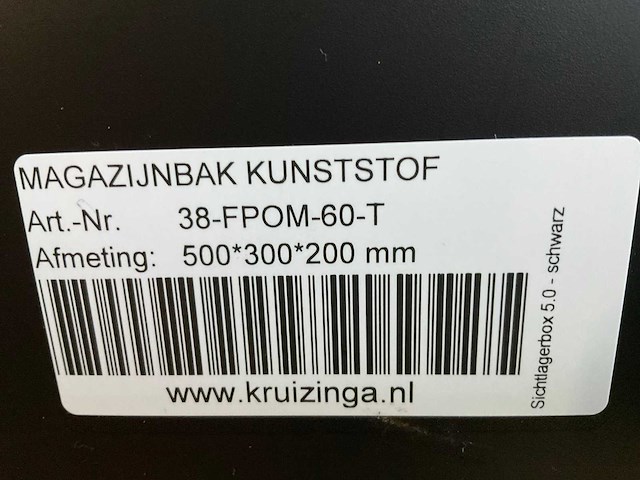 MAGAZIJNBAK KUNSTSTOF
Art.-Nr. 38-FPOM-60-T
Afmeting: 500*300*200 mm
www.kruizinga.nl
Sichtlagerbox 5.0 - schwarz